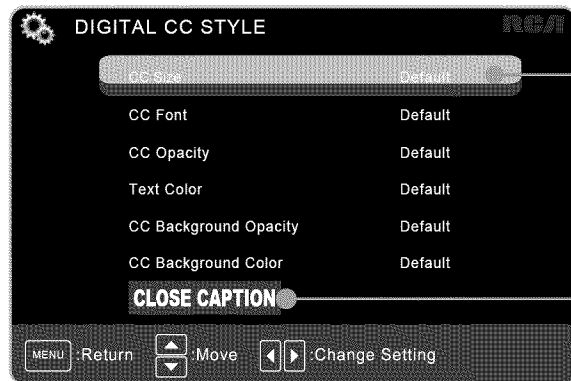 DIGITAL CC STYLE RCA
CC Size Default
CC Font Default
CC Opacity Default
Text Color Default
CC Background Opacity Default
CC Background Color Default
CLOSE CAPTION
MENU :Return :Move :Change Setting